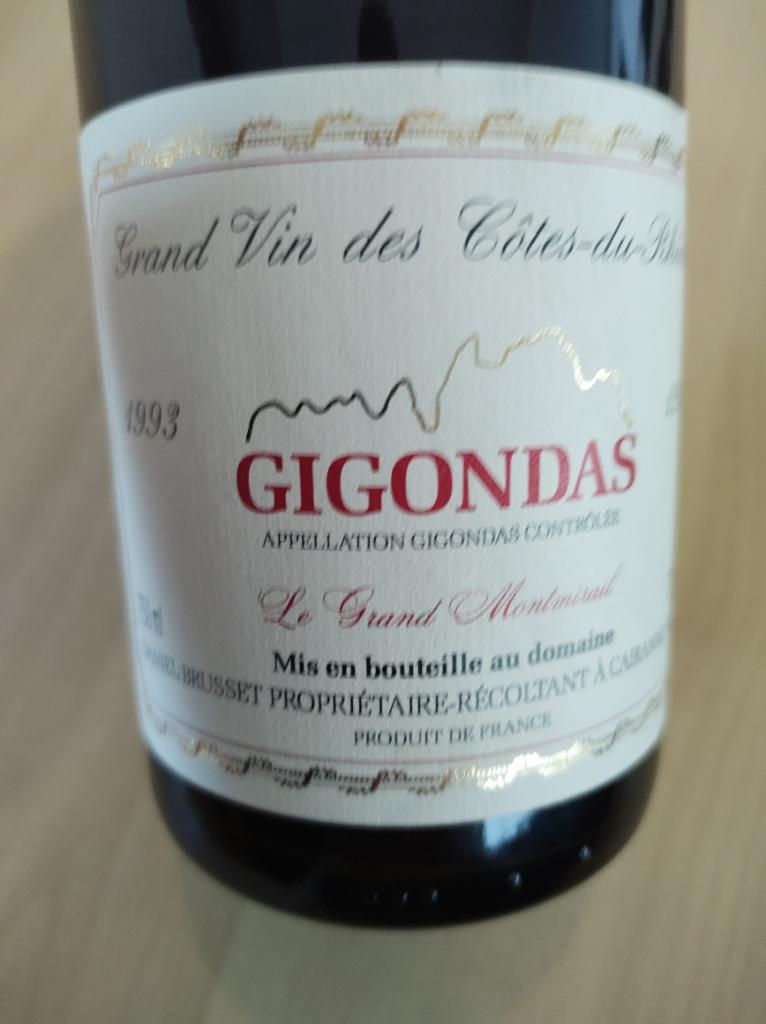 Grand Vin des Côtes-du-Rh
1993
GIGONDAS
APPELLATION GIGONDAS CONTRÔLÉE
Le Grand Montmirail
Mis en bouteille au domaine
BRUSSET PROPRIÉTAIRE-RÉCOLTANT À
PRODUIT DE FRANCE